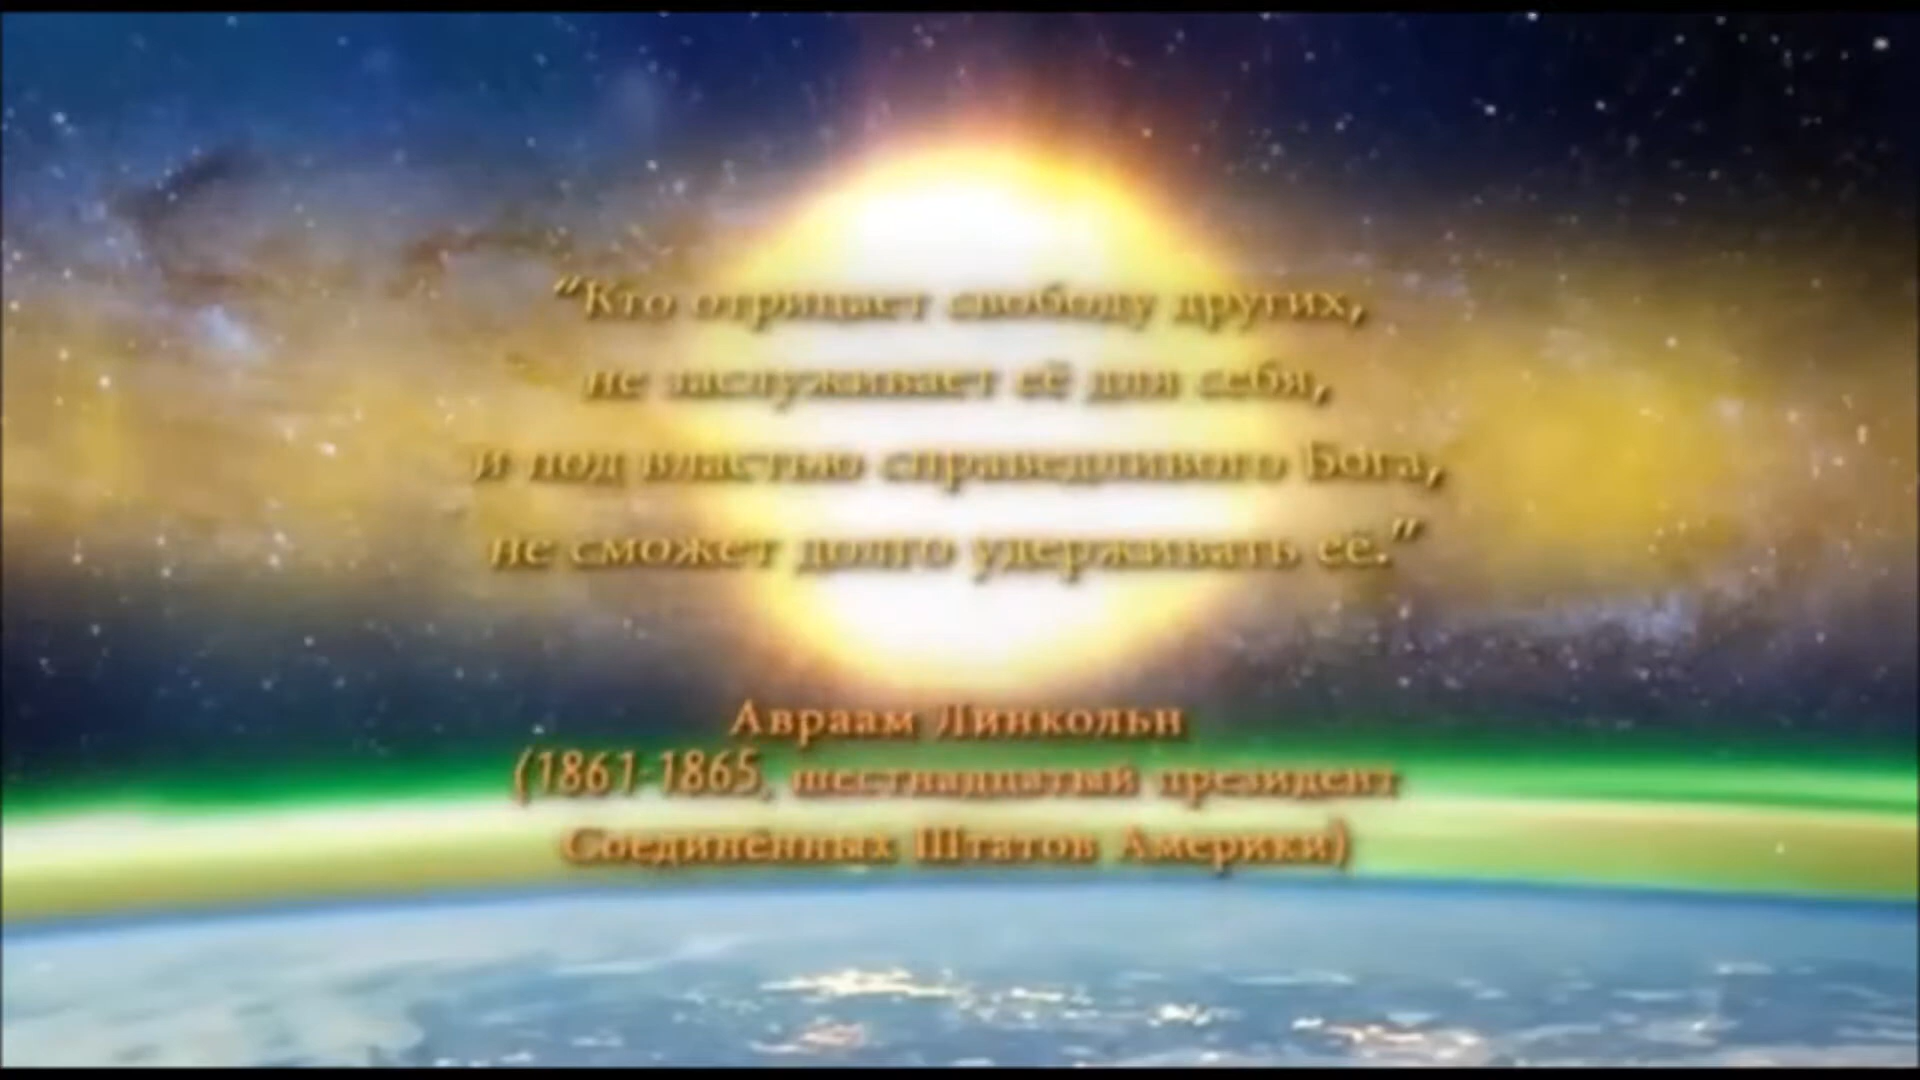 “Кто отрицает свободу других,
не заслуживает её для себя,
и под властью справедливого Бога,
не сможет долго удерживать её.”
Авраам Линкольн
(1861-1865, шестнадцатый президент
Соединённых Штатов Америки)